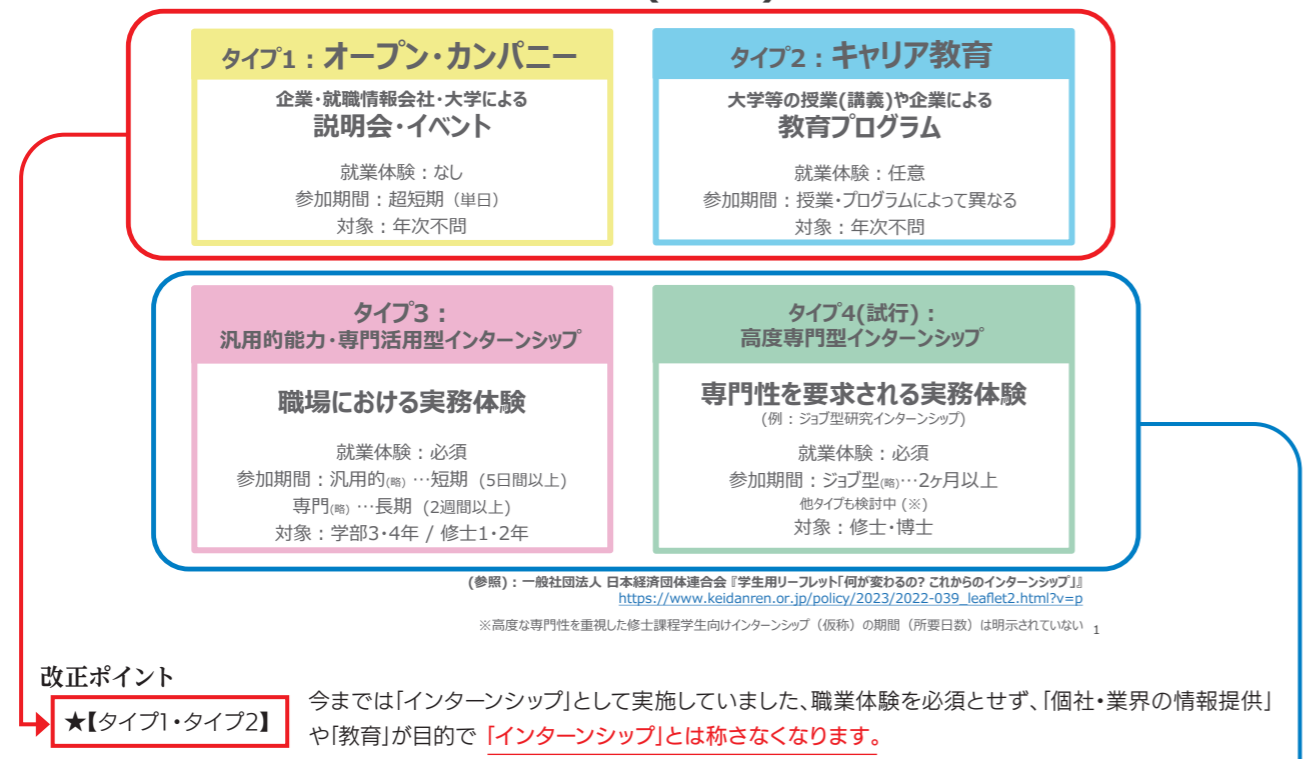 タイプ1:オープン・カンパニー
企業・就職情報会社・大学による
説明会・イベント
就業体験:なし
参加期間:超短期(単日)
対象:年次不問
タイプ2:キャリア教育
大学等の授業(講義)や企業による
教育プログラム
就業体験:任意
参加期間:授業・プログラムによって異なる
対象:年次不問
タイプ3:
汎用的能力・専門活用型インターンシップ
職場における実務体験
就業体験:必須
参加期間:汎用的(略)…短期 (5日間以上)
専門(略)…長期 (2週間以上)
対象:学部3・4年 / 修士1・2年
タイプ4(試行):
高度専門型インターンシップ
専門性を要求される実務体験
(例:ジョブ型研究インターンシップ)
就業体験:必須
参加期間:ジョブ型(略)…2ヶ月以上
他タイプも検討中 (※)
対象:修士・博士
(参照):一般社団法人 日本経済団体連合会『学生用リーフレット「何が変わるの? これからのインターンシップ」』
https://www.keidanren.or.jp/policy/2023/2022-039_leaflet2.html?v=p
※高度な専門性を重視した修士課程学生向けインターンシップ(仮称)の期間(所要日数)は明示されていない 1
改正ポイント
★【タイプ1・タイプ2】
今までは「インターンシップ」として実施していました、職業体験を必須とせず、「個社・業界の情報提供」
や「教育」が目的で 「インターンシップ」とは称さなくなります。